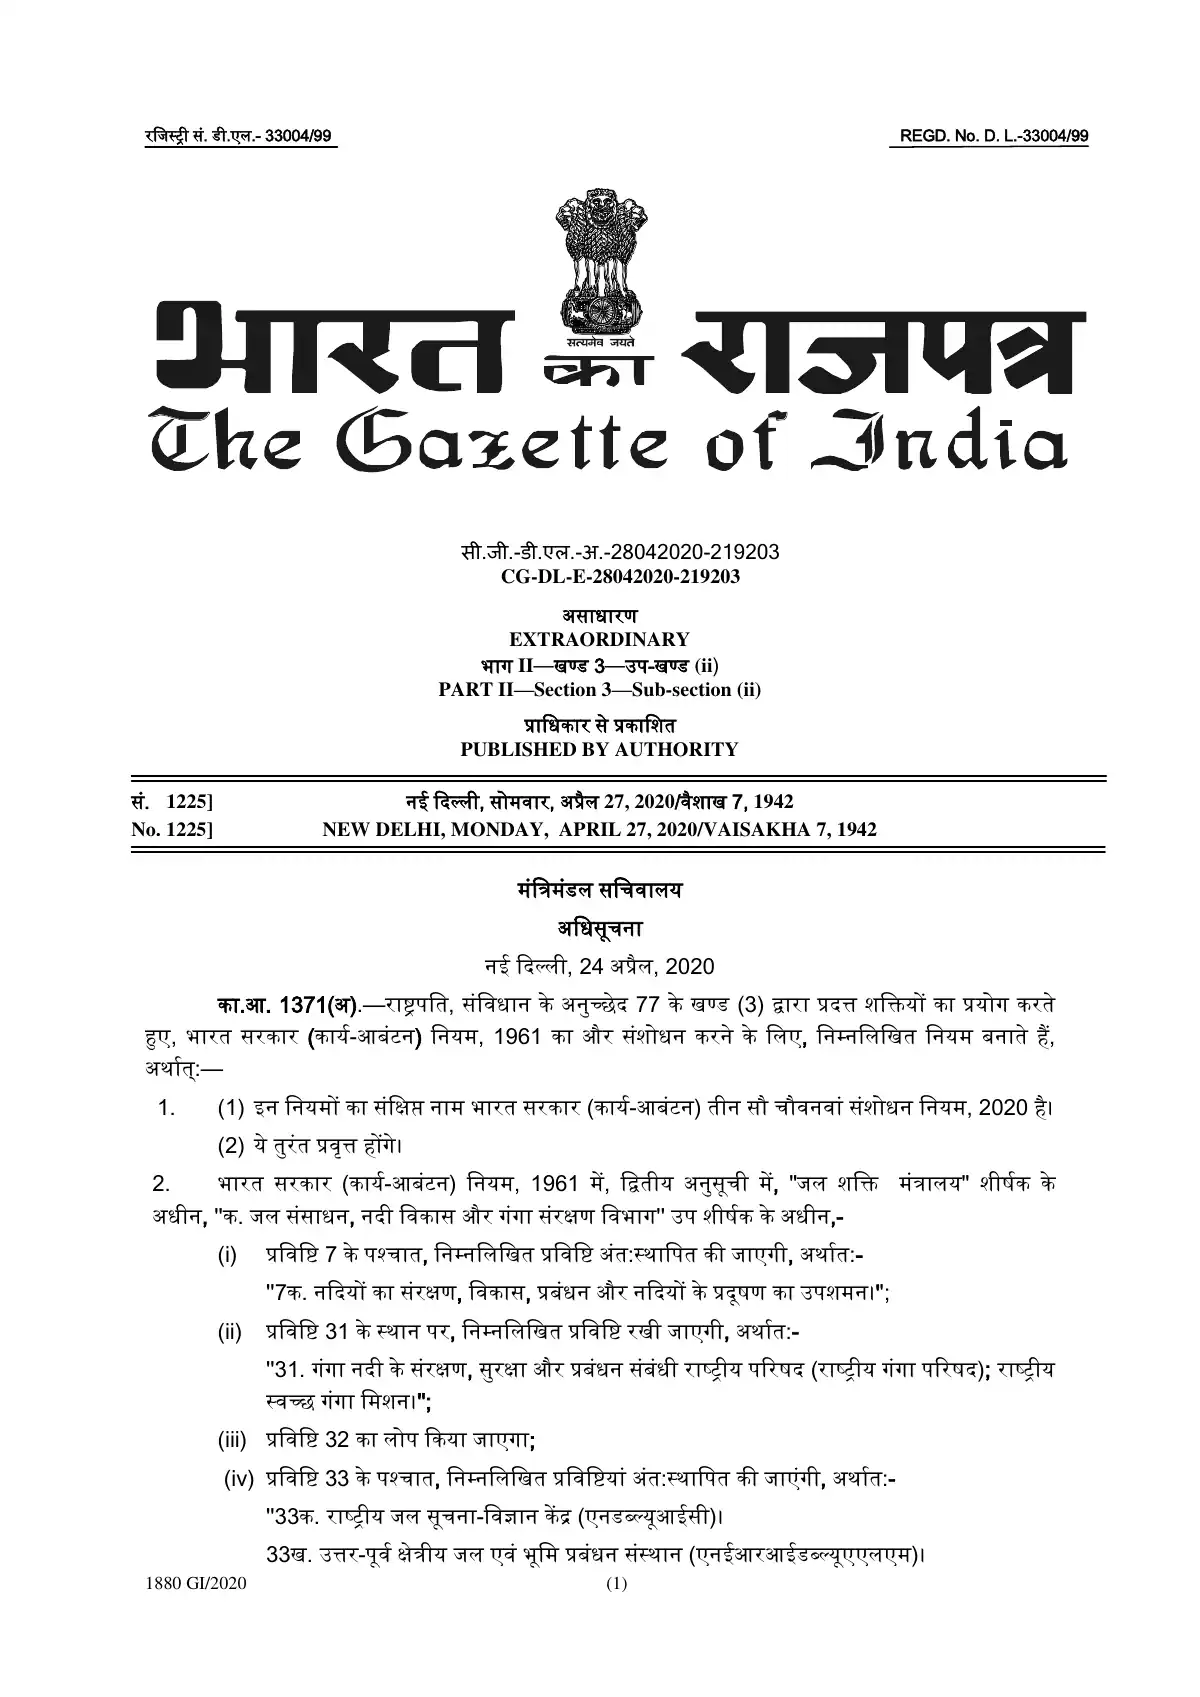 रजिस्ट्री सं. डी.एल.- 33004/99
REGD. No. D. L.-33004/99
सत्यमेव जयते
भारत का राजपत्र
The Gazette of India
सी.जी.-डी.एल.-अ.-28042020-219203
CG-DL-E-28042020-219203
असाधारण
EXTRAORDINARY
भाग II—खण्ड 3—उप-खण्ड (ii)
PART II—Section 3—Sub-section (ii)
प्राधिकार से प्रकाशित
PUBLISHED BY AUTHORITY
सं. 1225] नई दिल्ली, सोमवार, अप्रैल 27, 2020/वैशाख 7, 1942
No. 1225] NEW DELHI, MONDAY, APRIL 27, 2020/VAISAKHA 7, 1942
मंत्रिमंडल सचिवालय
अधिसूचना
नई दिल्ली, 24 अप्रैल, 2020
का.आ. 1371(अ).—राष्ट्रपति, संविधान के अनुच्छेद 77 के खण्ड (3) द्वारा प्रदत्त शक्तियों का प्रयोग करते
हुए, भारत सरकार (कार्य-आबंटन) नियम, 1961 का और संशोधन करने के लिए, निम्नलिखित नियम बनाते हैं,
अर्थात्:—
1. (1) इन नियमों का संक्षिप्त नाम भारत सरकार (कार्य-आबंटन) तीन सौ चौवनवां संशोधन नियम, 2020 है।
(2) ये तुरंत प्रवृत्त होंगे।
2. भारत सरकार (कार्य-आबंटन) नियम, 1961 में, द्वितीय अनुसूची में, "जल शक्ति मंत्रालय" शीर्षक के
अधीन, "क. जल संसाधन, नदी विकास और गंगा संरक्षण विभाग" उप शीर्षक के अधीन,-
(i) प्रविष्टि 7 के पश्चात, निम्नलिखित प्रविष्टि अंत:स्थापित की जाएगी, अर्थात:-
"7क. नदियों का संरक्षण, विकास, प्रबंधन और नदियों के प्रदूषण का उपशमन।";
(ii) प्रविष्टि 31 के स्थान पर, निम्नलिखित प्रविष्टि रखी जाएगी, अर्थात:-
"31. गंगा नदी के संरक्षण, सुरक्षा और प्रबंधन संबंधी राष्ट्रीय परिषद (राष्ट्रीय गंगा परिषद); राष्ट्रीय
स्वच्छ गंगा मिशन।";
(iii) प्रविष्टि 32 का लोप किया जाएगा;
(iv) प्रविष्टि 33 के पश्चात, निम्नलिखित प्रविष्टियां अंत:स्थापित की जाएंगी, अर्थात:-
"33क. राष्ट्रीय जल सूचना-विज्ञान केंद्र (एनडब्ल्यूआईसी)।
33ख. उत्तर-पूर्व क्षेत्रीय जल एवं भूमि प्रबंधन संस्थान (एनईआरआईडब्ल्यूएएलएम)।
1880 GI/2020 (1)